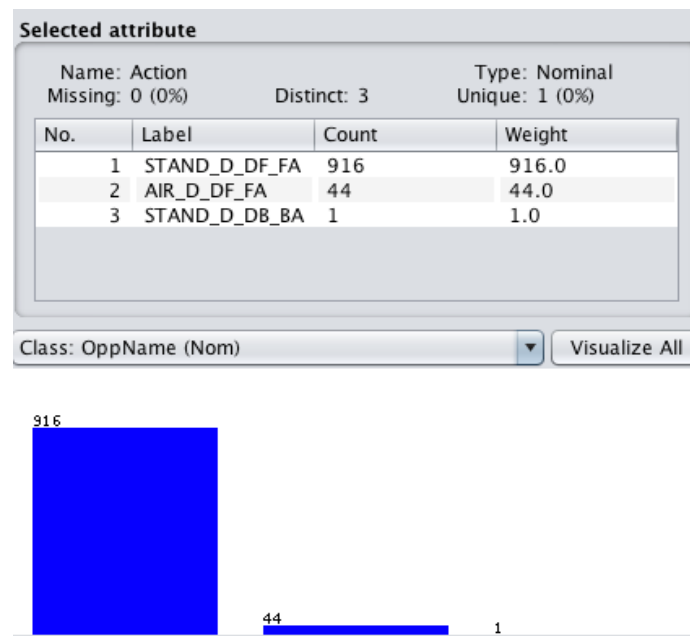 Selected attribute
Name: Action Type: Nominal
Missing: 0 (0%) Distinct: 3 Unique: 1 (0%)
No. Label Count Weight
1 STAND_D_DF_FA 916 916.0
2 AIR_D_DF_FA 44 44.0
3 STAND_D_DB_BA 1 1.0
Class: OppName (Nom) Visualize All
916
44
1